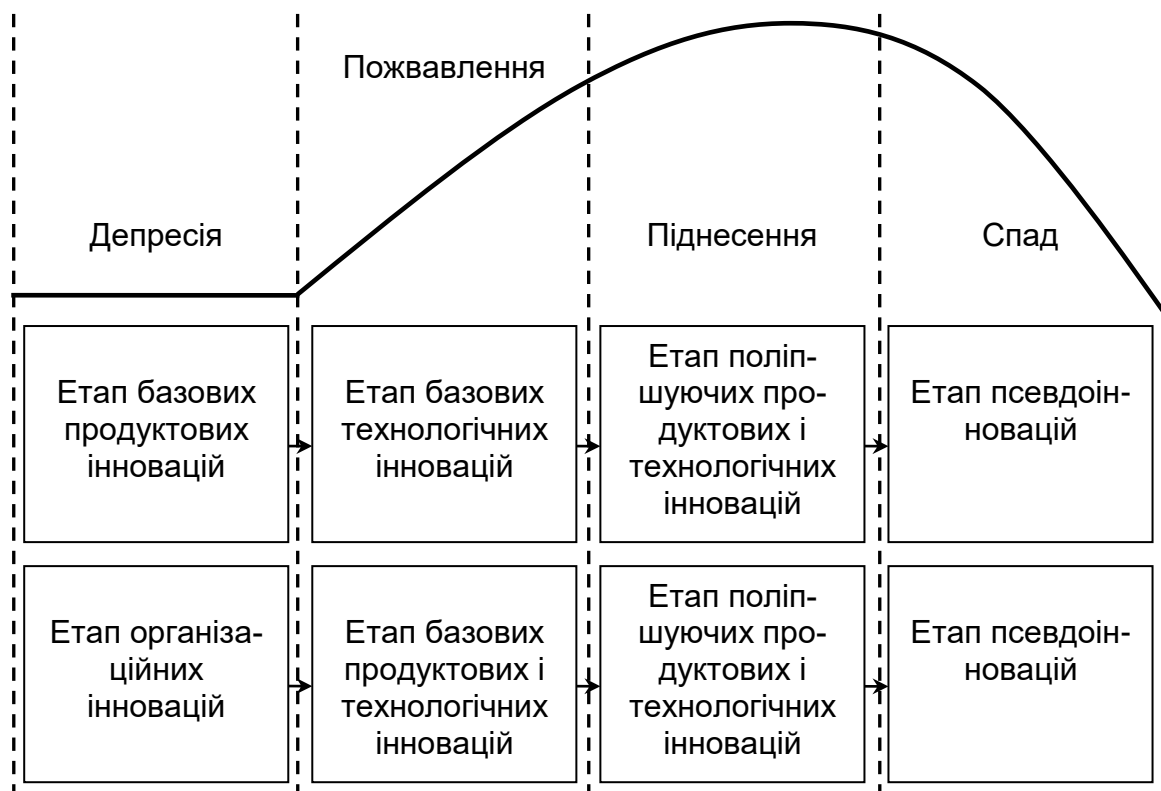 Пожвавлення
Депресія
Піднесення
Спад
Етап базових
продуктових
інновацій
Етап базових
технологічних
інновацій
Етап поліп-
шуючих про-
дуктових і
технологічних
інновацій
Етап псевдоін-
новацій
Етап організа-
ційних
інновацій
Етап базових
продуктових і
технологічних
інновацій
Етап поліп-
шуючих про-
дуктових і
технологічних
інновацій
Етап псевдоін-
новацій